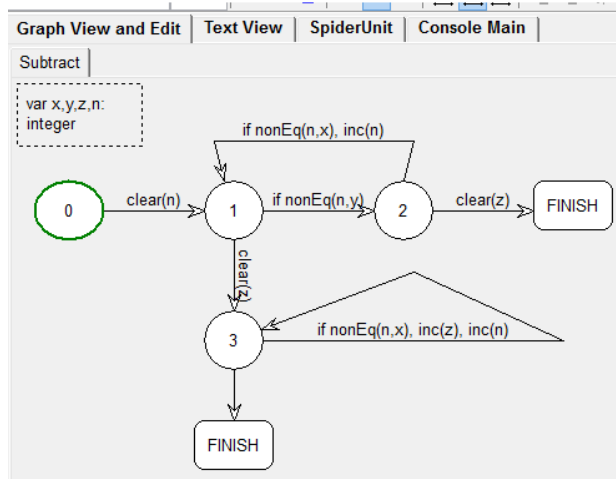 Graph View and Edit Text View SpiderUnit Console Main
Subtract
var x,y,z,n:
integer
if nonEq(n,x), inc(n)
0 clear(n) 1 if nonEq(n,y) 2 clear(z) FINISH
clear(z)
3 if nonEq(n,x), inc(z), inc(n)
FINISH